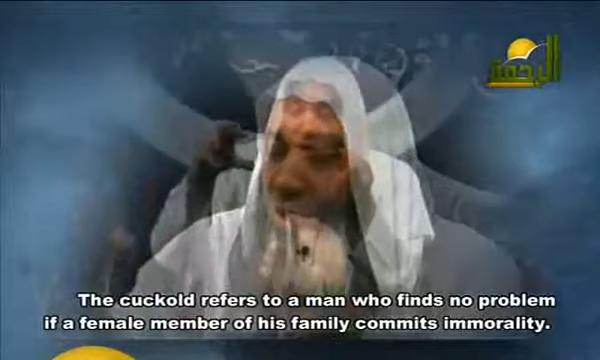 الرحمة
The cuckold refers to a man who finds no problem
if a female member of his family commits immorality.